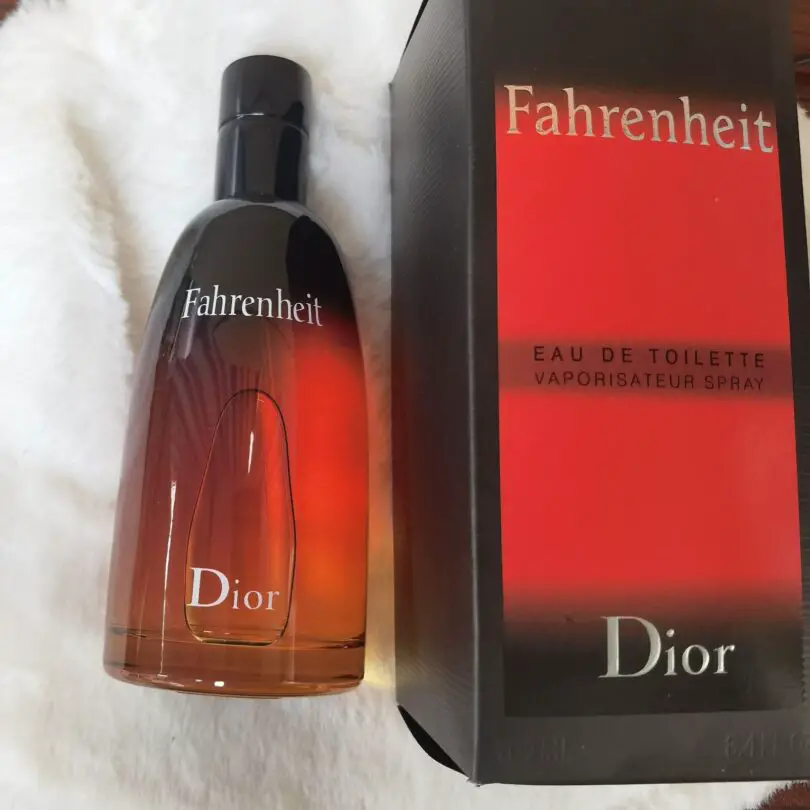 Fahrenheit
Dior
Fahrenheit
EAU DE TOILETTE
VAPORISATEUR SPRAY
Dior